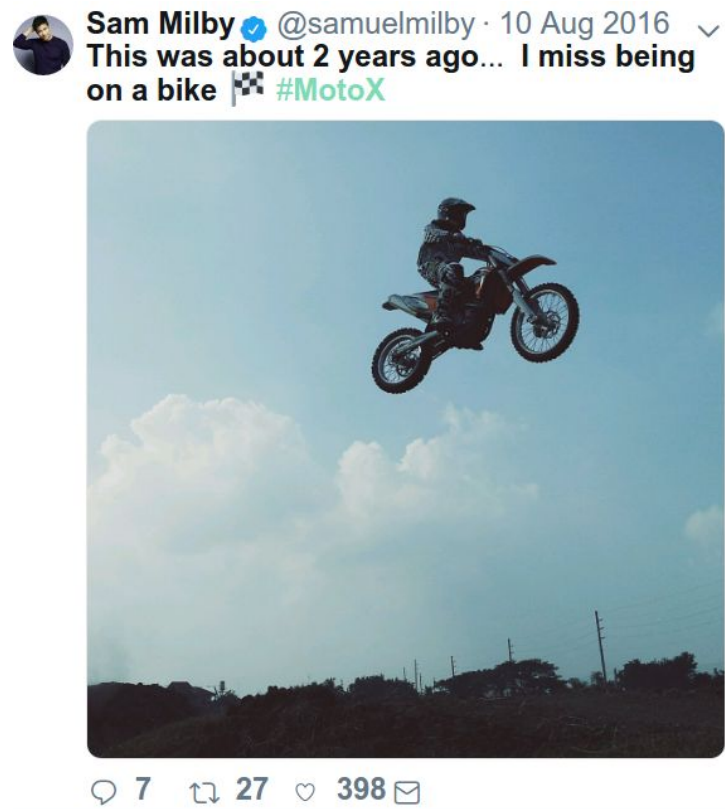 Sam Milby @samuelmilby · 10 Aug 2016
This was about 2 years ago... I miss being
on a bike 🏁 #MotoX
7 27 398